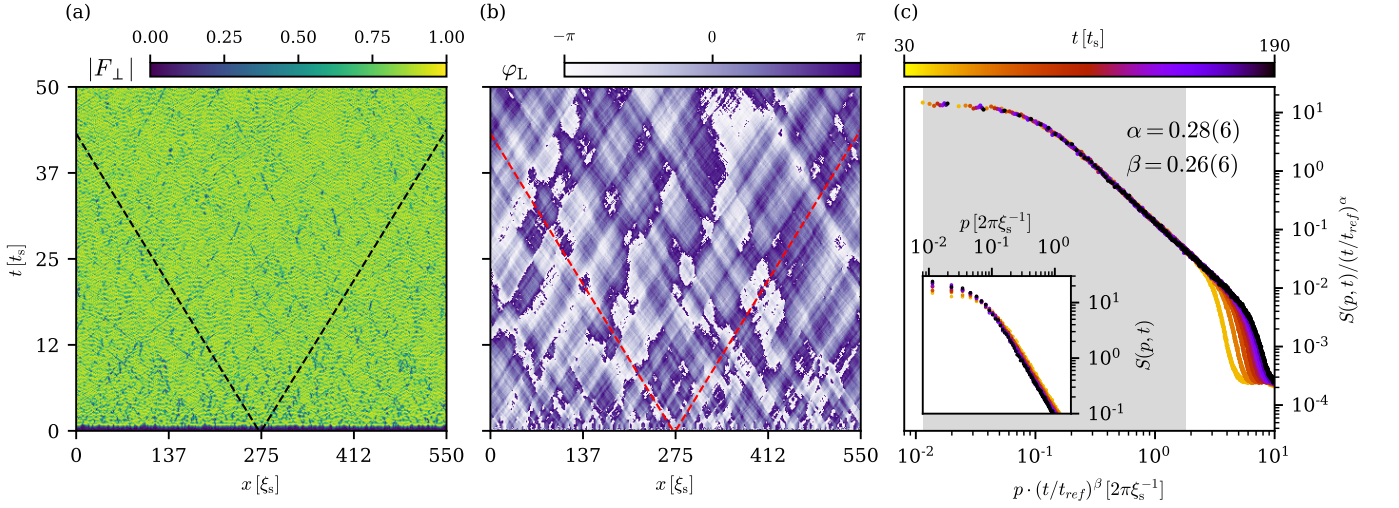 (a)
|F⊥|
0.00 0.25 0.50 0.75 1.00
50
37
25
12
0
t [tₛ]
0 137 275 412 550
x [ξₛ]
(b)
φ_L
−π 0 π
0 137 275 412 550
x [ξₛ]
(c)
t [tₛ]
30 190
α = 0.28(6)
β = 0.26(6)
10¹
10⁰
10⁻¹
10⁻²
10⁻³
10⁻⁴
S(p, t)/(t/t_ref)^α
10⁻² 10⁻¹ 10⁰ 10¹
p · (t/t_ref)^β [2πξₛ⁻¹]
p [2πξₛ⁻¹]
10⁻² 10⁻¹ 10⁰
10¹
10⁰
10⁻¹
S(p, t)